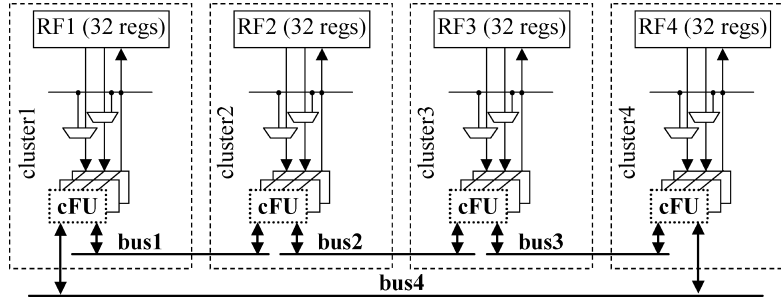 RF1 (32 regs) RF2 (32 regs) RF3 (32 regs) RF4 (32 regs)
cluster1 cluster2 cluster3 cluster4
cFU cFU cFU cFU
bus1 bus2 bus3
bus4